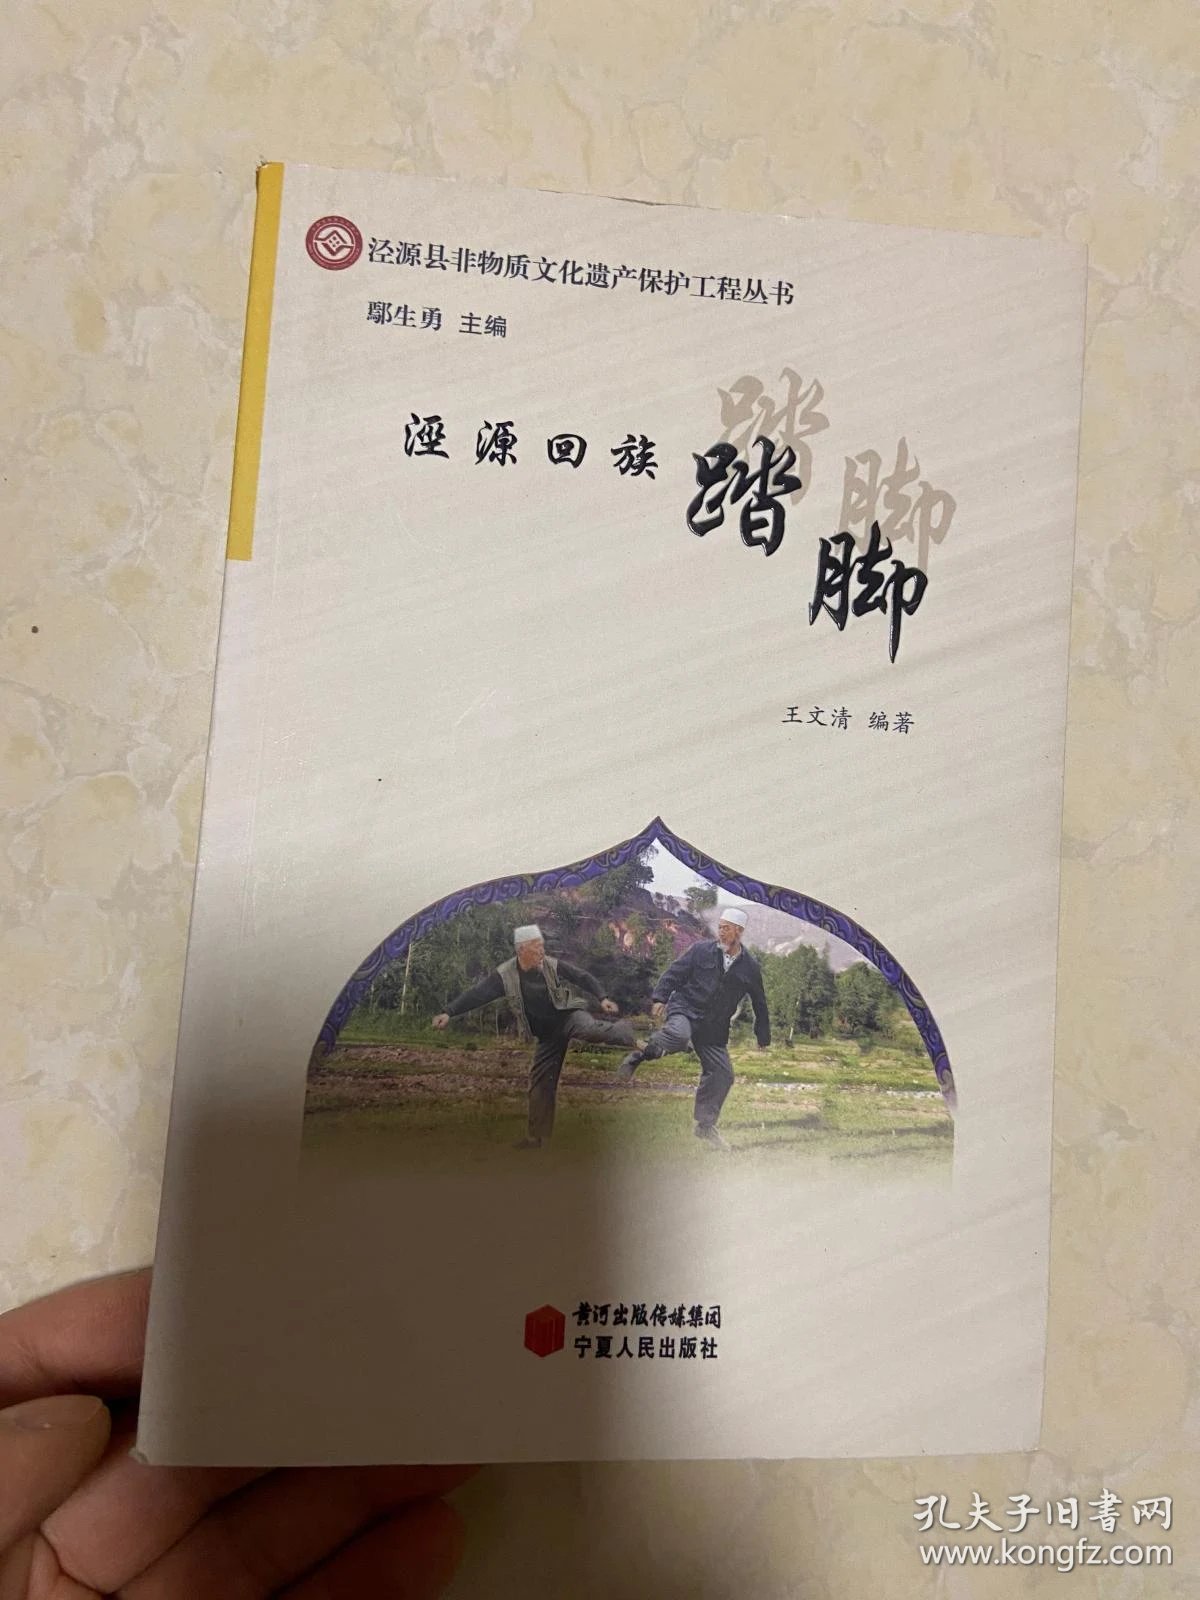 泾源县非物质文化遗产保护工程丛书
鄢生勇 主编
泾源回族
踏脚
王文清 编著
黄河出版传媒集团
宁夏人民出版社
孔夫子旧書网
www.kongfz.com